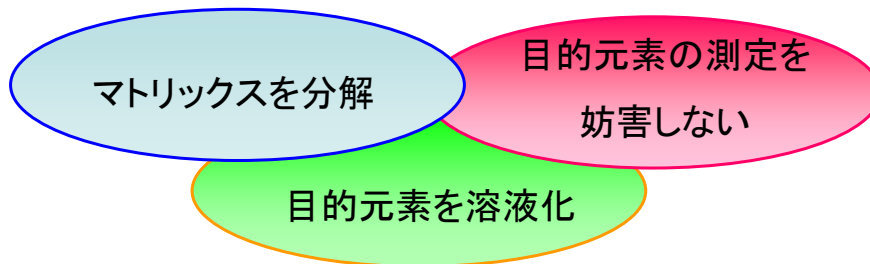 マトリックスを分解
目的元素の測定を
妨害しない
目的元素を溶液化